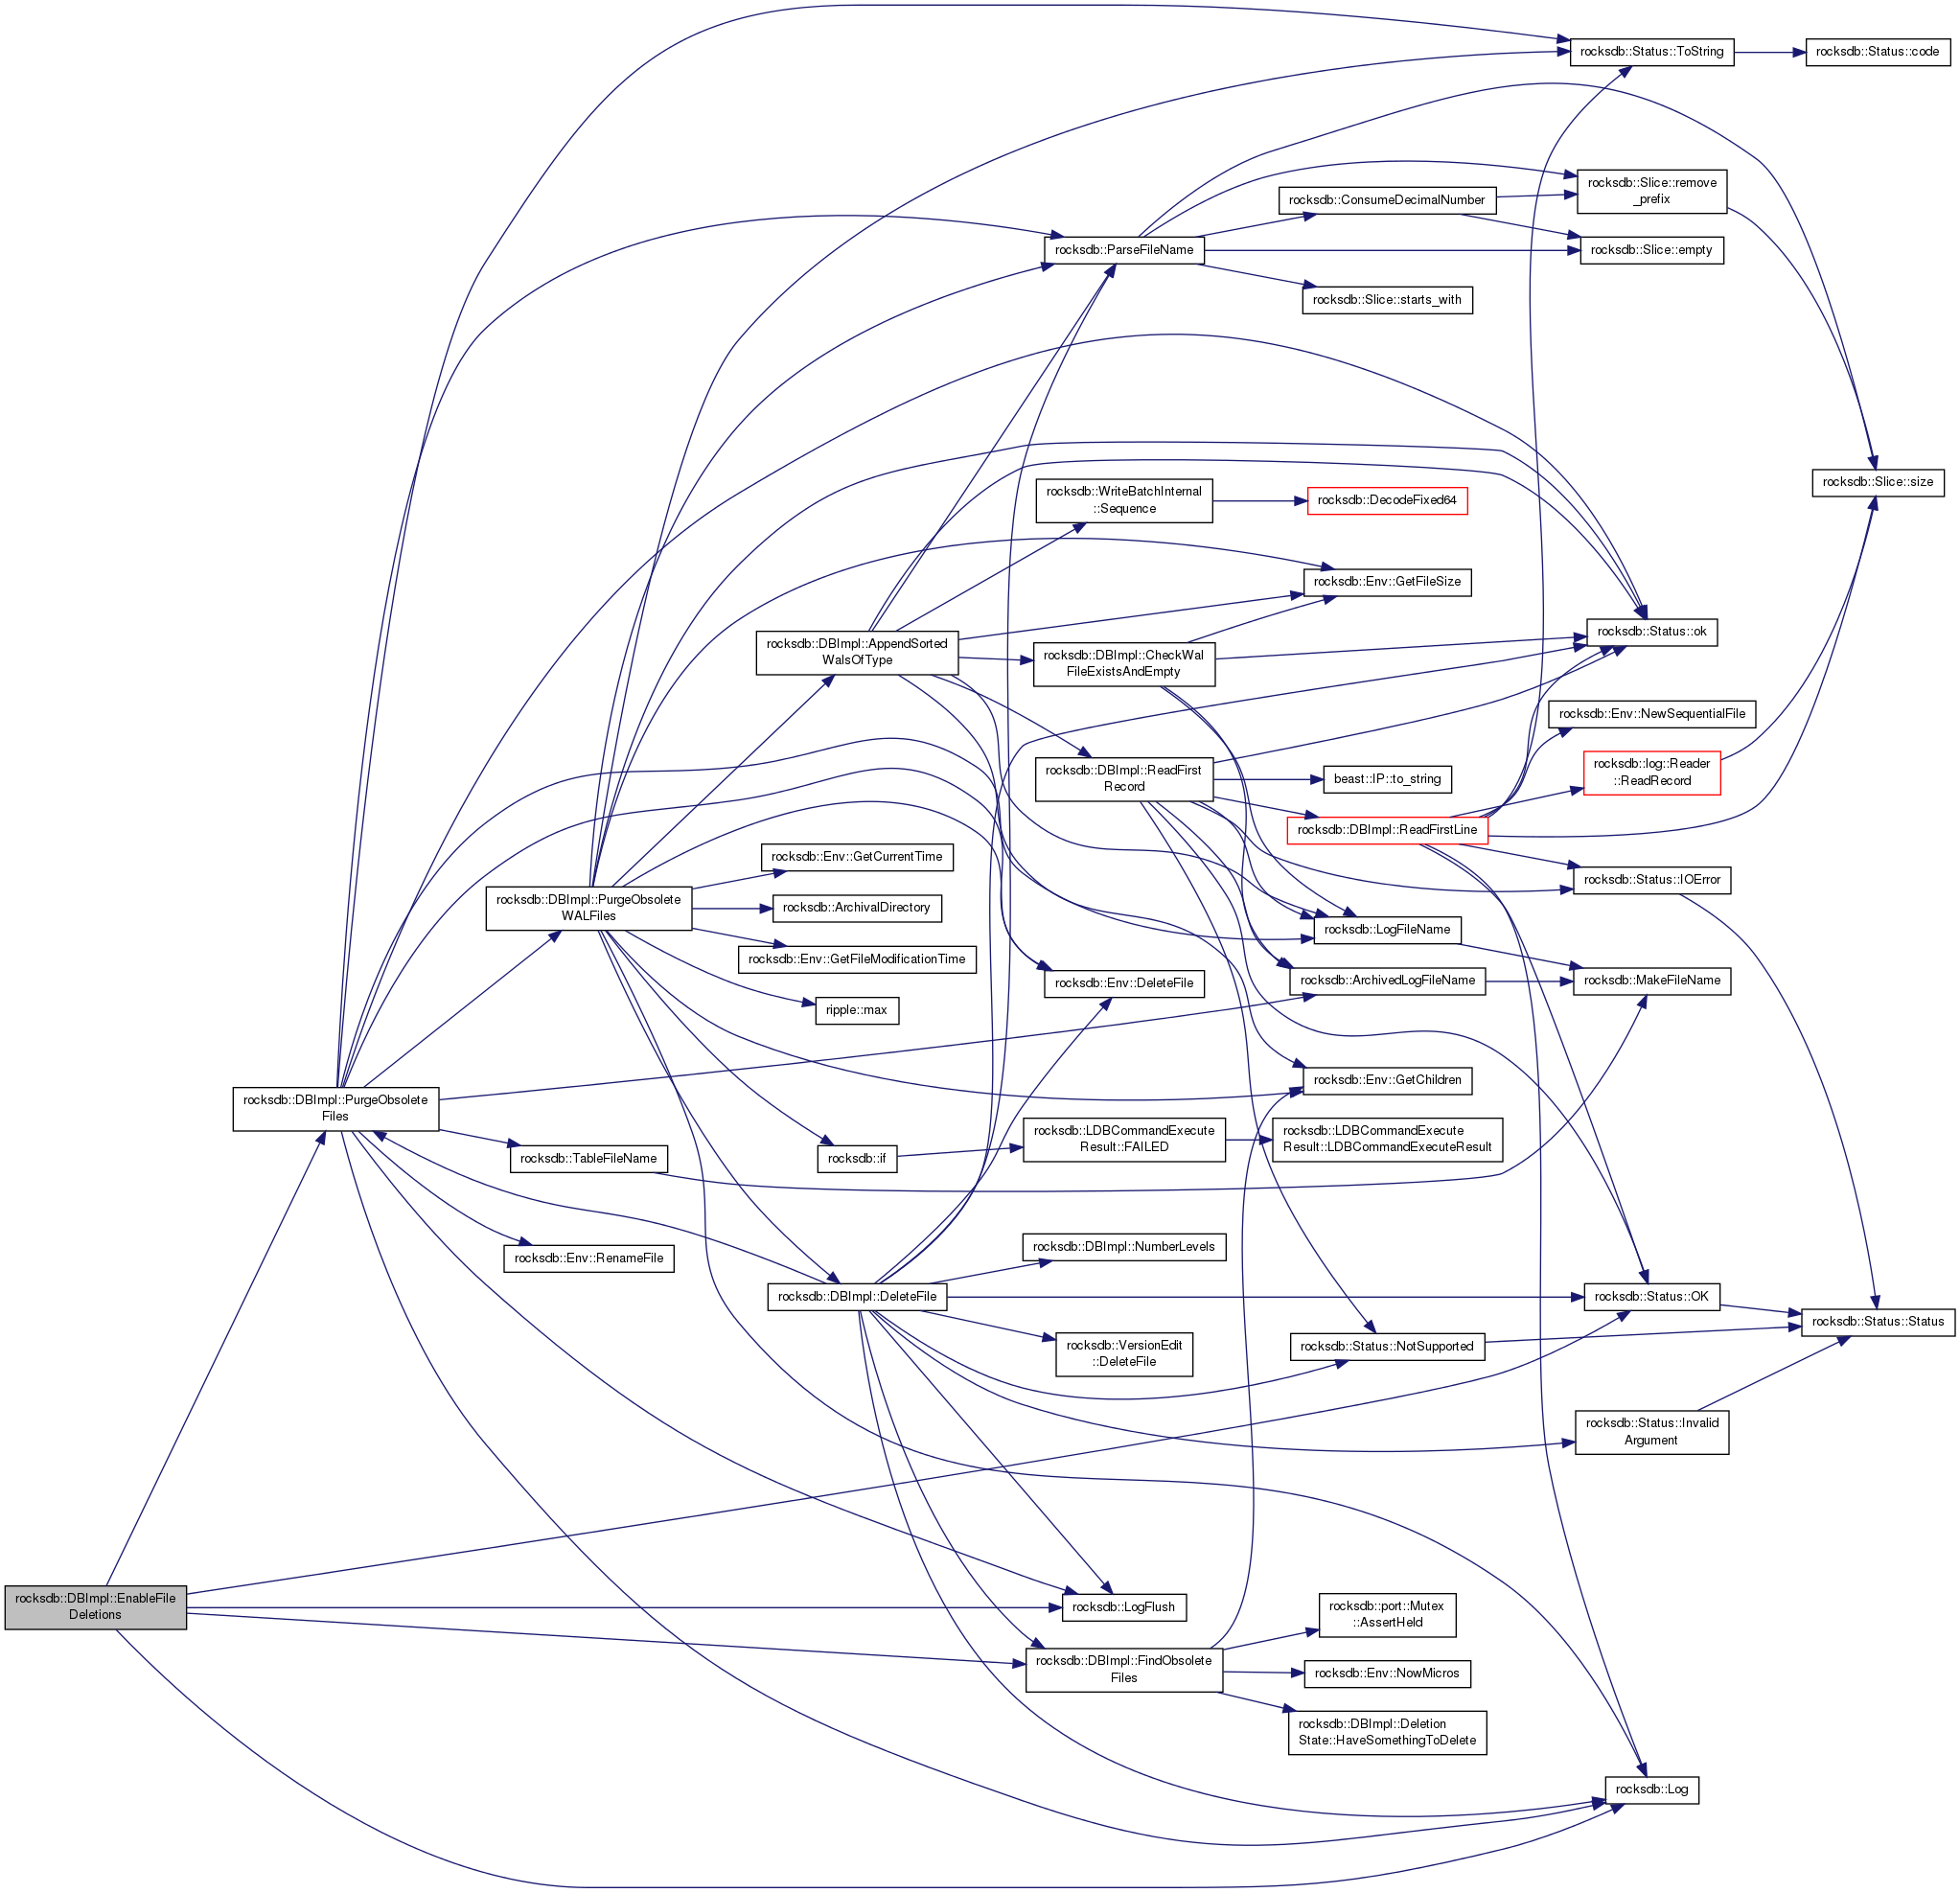 rocksdb::Status::ToString
rocksdb::Status::code
rocksdb::Slice::remove
_prefix
rocksdb::ConsumeDecimalNumber
rocksdb::ParseFileName
rocksdb::Slice::empty
rocksdb::Slice::starts_with
rocksdb::Slice::size
rocksdb::WriteBatchInternal
::Sequence
rocksdb::DecodeFixed64
rocksdb::Env::GetFileSize
rocksdb::DBImpl::AppendSorted
WalsOfType
rocksdb::DBImpl::CheckWal
FileExistsAndEmpty
rocksdb::Status::ok
rocksdb::Env::NewSequentialFile
rocksdb::DBImpl::ReadFirst
Record
beast::IP::to_string
rocksdb::log::Reader
::ReadRecord
rocksdb::DBImpl::ReadFirstLine
rocksdb::Env::GetCurrentTime
rocksdb::Status::IOError
rocksdb::DBImpl::PurgeObsolete
WALFiles
rocksdb::ArchivalDirectory
rocksdb::LogFileName
rocksdb::Env::GetFileModificationTime
rocksdb::Env::DeleteFile
rocksdb::ArchivedLogFileName
rocksdb::MakeFileName
ripple::max
rocksdb::Env::GetChildren
rocksdb::DBImpl::PurgeObsolete
Files
rocksdb::TableFileName
rocksdb::if
rocksdb::LDBCommandExecute
Result::FAILED
rocksdb::LDBCommandExecute
Result::LDBCommandExecuteResult
rocksdb::Env::RenameFile
rocksdb::DBImpl::NumberLevels
rocksdb::DBImpl::DeleteFile
rocksdb::Status::OK
rocksdb::Status::Status
rocksdb::VersionEdit
::DeleteFile
rocksdb::Status::NotSupported
rocksdb::Status::Invalid
Argument
rocksdb::DBImpl::EnableFile
Deletions
rocksdb::LogFlush
rocksdb::port::Mutex
::AssertHeld
rocksdb::DBImpl::FindObsolete
Files
rocksdb::Env::NowMicros
rocksdb::DBImpl::Deletion
State::HaveSomethingToDelete
rocksdb::Log